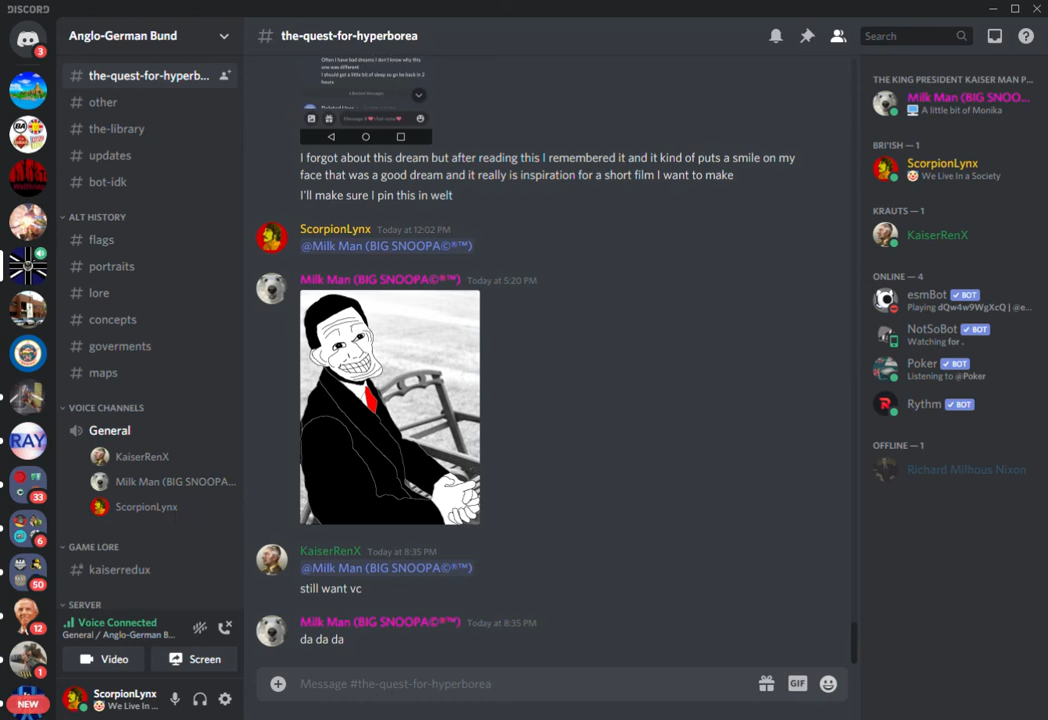 DISCORD
3
RAY
33
6
50
12
1
NEW
Anglo-German Bund
# the-quest-for-hyperb...
# other
# the-library
# updates
# bot-idk
ALT HISTORY
# flags
# portraits
# lore
# concepts
# goverments
# maps
VOICE CHANNELS
General
KaiserRenX
Milk Man (BIG SNOOPA...
ScorpionLynx
GAME LORE
# kaiserredux
SERVER
Voice Connected
General / Anglo-German B...
Video
Screen
ScorpionLynx
We Live In ...
# the-quest-for-hyperborea
Search
Often I have bad dreams I don't know why this
one was different
I should get a little bit of sleep so gn be back in 2
hours
I forgot about this dream but after reading this I remembered it and it kind of puts a smile on my
face that was a good dream and it really is inspiration for a short film I want to make
I'll make sure I pin this in welt
ScorpionLynx Today at 12:02 PM
@Milk Man (BIG SNOOPA©®™)
Milk Man (BIG SNOOPA©®™) Today at 5:20 PM
KaiserRenX Today at 8:35 PM
@Milk Man (BIG SNOOPA©®™)
still want vc
Milk Man (BIG SNOOPA©®™) Today at 8:35 PM
da da da
Message #the-quest-for-hyperborea
GIF
THE KING PRESIDENT KAISER MAN P...
Milk Man (BIG SNOO...
A little bit of Monika
BRI'ISH — 1
ScorpionLynx
We Live In a Society
KRAUTS — 1
KaiserRenX
ONLINE — 4
esmBot BOT
Playing dQw4w9WgXcQ | @e...
NotSoBot BOT
Watching for .
Poker BOT
Listening to @Poker
Rythm BOT
OFFLINE — 1
Richard Milhous Nixon